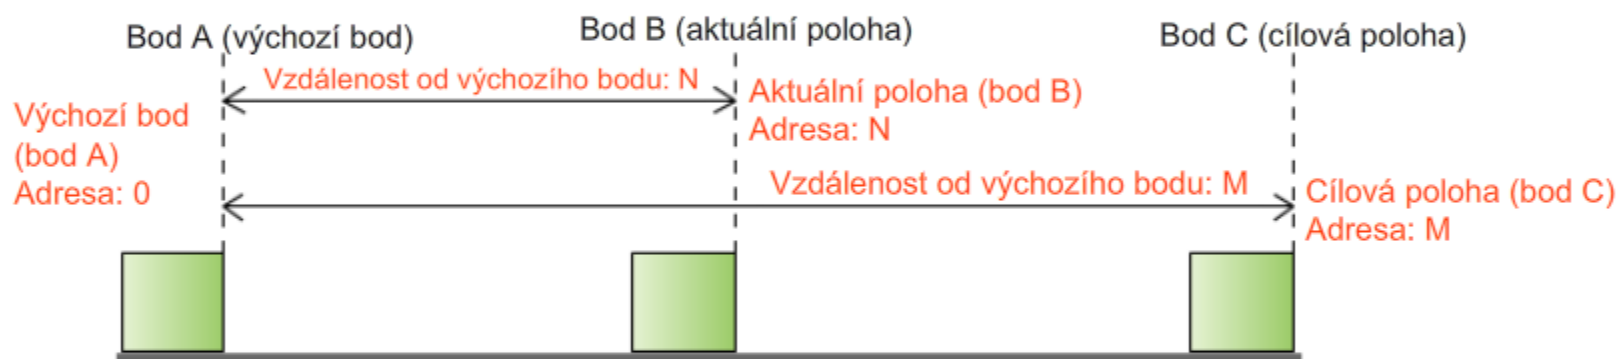 Bod A (výchozí bod)
Bod B (aktuální poloha)
Bod C (cílová poloha)
Vzdálenost od výchozího bodu: N
Výchozí bod
(bod A)
Adresa: 0
Aktuální poloha (bod B)
Adresa: N
Vzdálenost od výchozího bodu: M
Cílová poloha (bod C)
Adresa: M